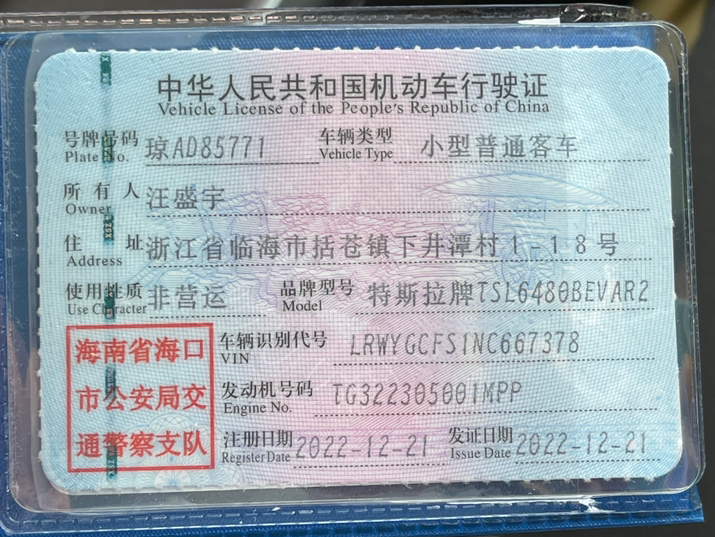 中华人民共和国机动车行驶证
Vehicle License of the People's Republic of China
号牌号码 琼AD85771 车辆类型 小型普通客车
Plate No. Vehicle Type
所有人 汪盛宇
Owner
住址 浙江省临海市括苍镇下井潭村1-18号
Address
使用性质 非营运 品牌型号 特斯拉牌TSL6480BEVAR2
Use Character Model
海南省海口
市公安局交
通警察支队
车辆识别代号 LRWYGCFS1NC667378
VIN
发动机号码 TG322305001MPP
Engine No.
注册日期 2022-12-21 发证日期 2022-12-21
Register Date Issue Date